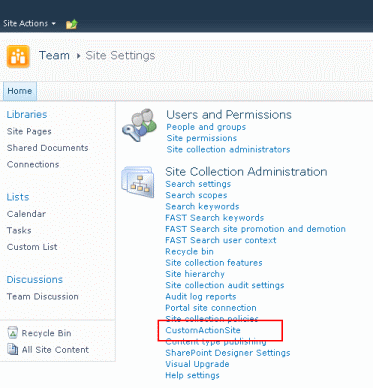 Site Actions
Team ▸ Site Settings
Home
Libraries
Site Pages
Shared Documents
Connections
Lists
Calendar
Tasks
Custom List
Discussions
Team Discussion
Recycle Bin
All Site Content
Users and Permissions
People and groups
Site permissions
Site collection administrators
Site Collection Administration
Search settings
Search scopes
Search keywords
FAST Search keywords
FAST Search site promotion and demotion
FAST Search user context
Recycle bin
Site collection features
Site hierarchy
Site collection audit settings
Audit log reports
Portal site connection
Site collection policies
CustomActionSite
Content type publishing
SharePoint Designer Settings
Visual Upgrade
Help settings